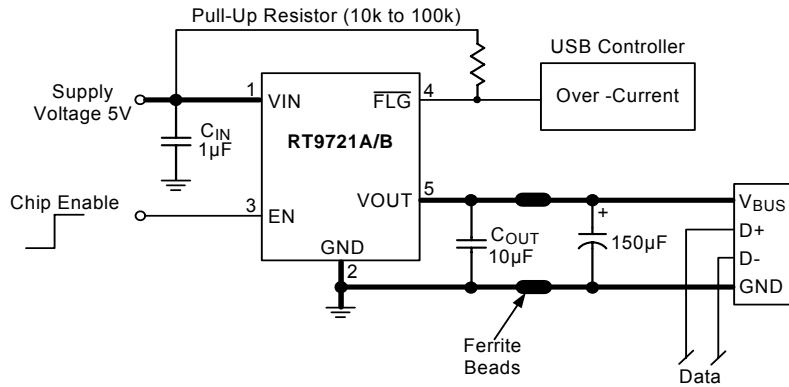 Pull-Up Resistor (10k to 100k)
USB Controller
Supply
Voltage 5V
1
VIN
4
FLG
Over -Current
CIN
1µF
RT9721A/B
Chip Enable
3
EN
VOUT
5
VBUS
+
D+
COUT
10µF
150µF
D-
GND
2
GND
Ferrite
Beads
Data